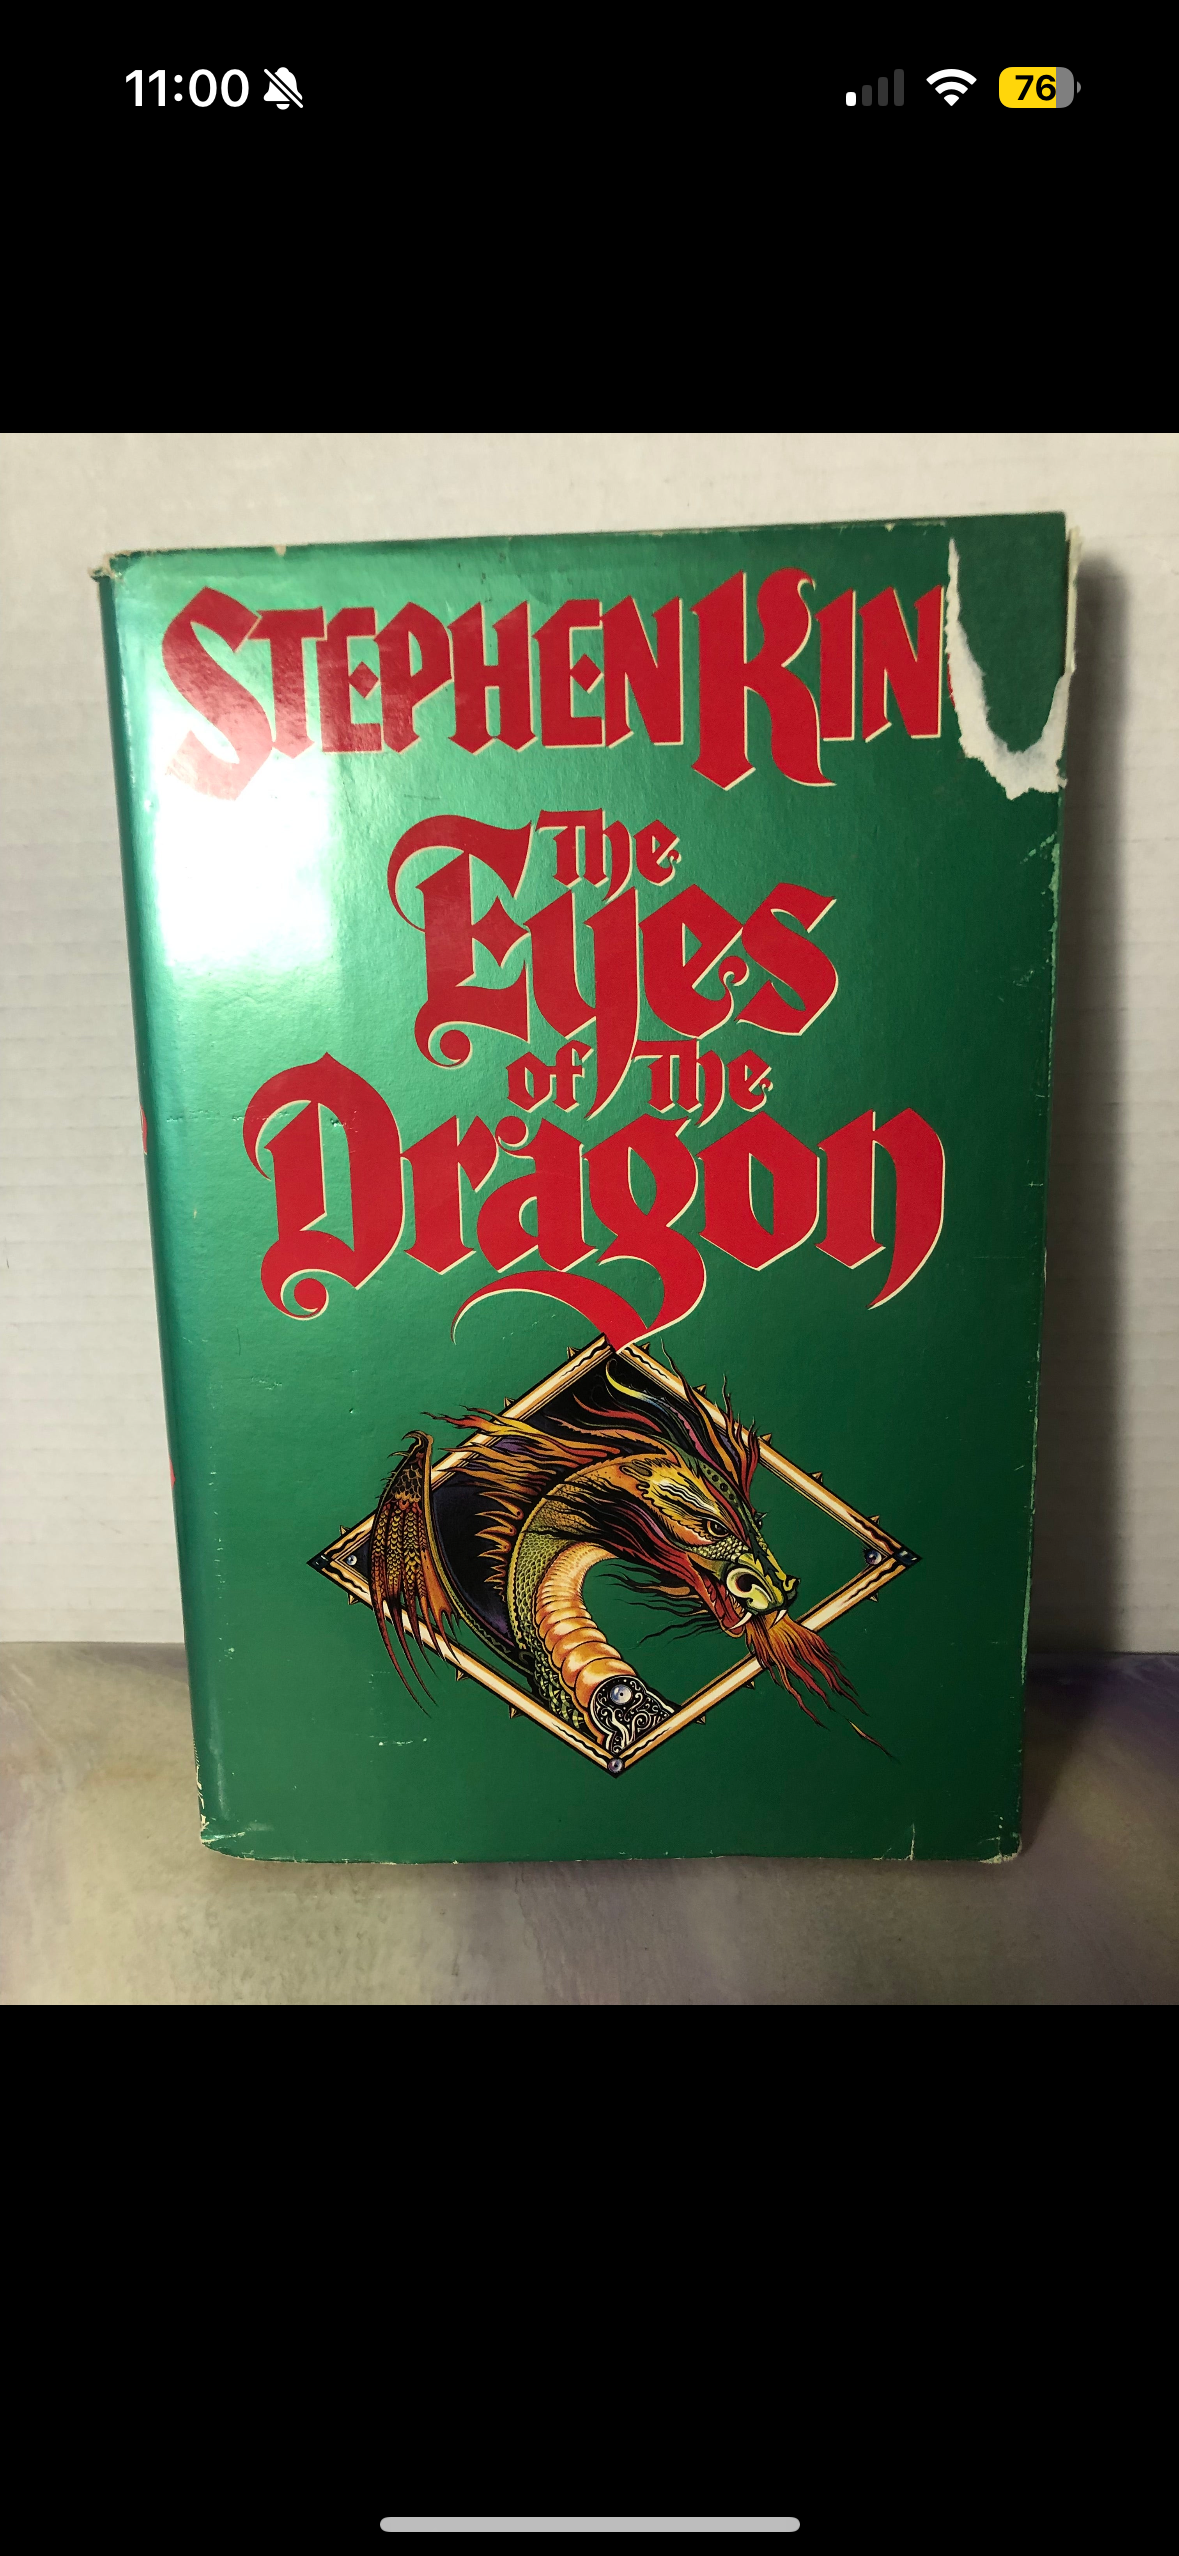 11:00
76
STEPHEN KIN
The
Eyes
of The
Dragon